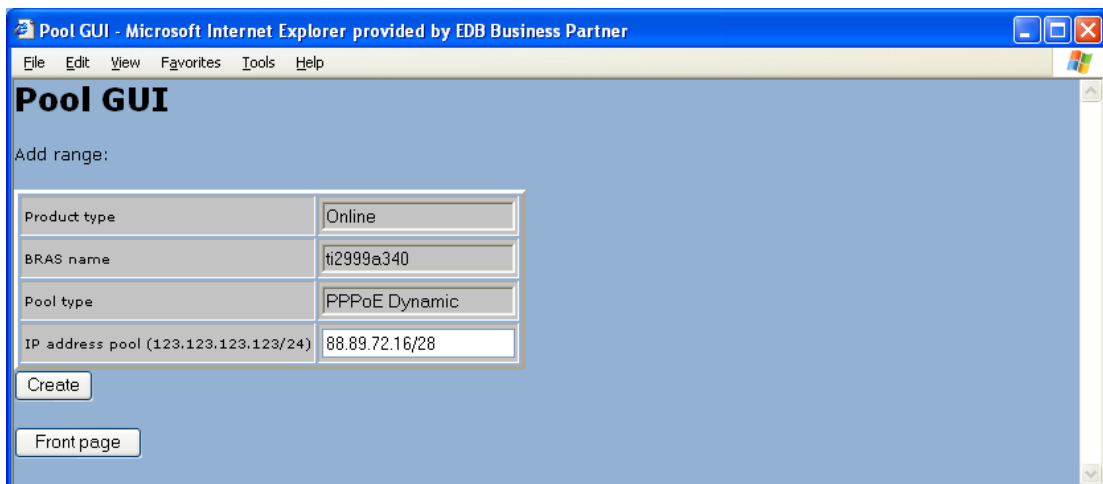 Pool GUI - Microsoft Internet Explorer provided by EDB Business Partner
File Edit View Favorites Tools Help
Pool GUI
Add range:
Product type Online
BRAS name ti2999a340
Pool type PPPoE Dynamic
IP address pool (123.123.123.123/24) 88.89.72.16/28
Create
Front page